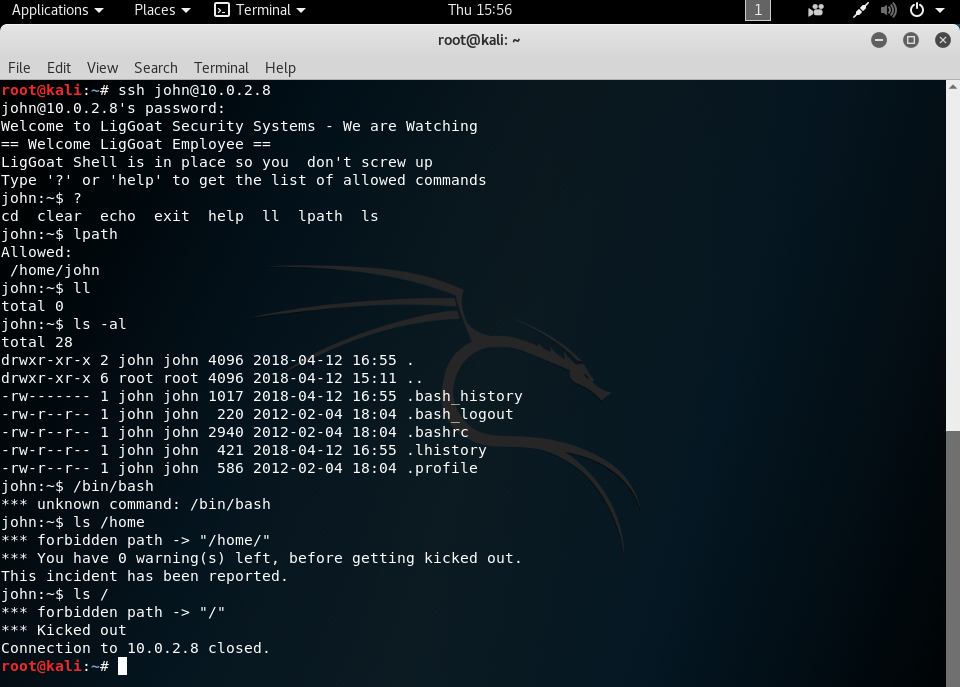 Applications Places Terminal Thu 15:56 1
root@kali: ~
File Edit View Search Terminal Help
root@kali:~# ssh john@10.0.2.8
john@10.0.2.8's password:
Welcome to LigGoat Security Systems - We are Watching
== Welcome LigGoat Employee ==
LigGoat Shell is in place so you  don't screw up
Type '?' or 'help' to get the list of allowed commands
john:~$ ?
cd  clear  echo  exit  help  ll  lpath  ls
john:~$ lpath
Allowed:
 /home/john
john:~$ ll
total 0
john:~$ ls -al
total 28
drwxr-xr-x 2 john john 4096 2018-04-12 16:55 .
drwxr-xr-x 6 root root 4096 2018-04-12 15:11 ..
-rw------- 1 john john 1017 2018-04-12 16:55 .bash_history
-rw-r--r-- 1 john john  220 2012-02-04 18:04 .bash_logout
-rw-r--r-- 1 john john 2940 2012-02-04 18:04 .bashrc
-rw-r--r-- 1 john john  421 2018-04-12 16:55 .lhistory
-rw-r--r-- 1 john john  586 2012-02-04 18:04 .profile
john:~$ /bin/bash
*** unknown command: /bin/bash
john:~$ ls /home
*** forbidden path -> "/home/"
*** You have 0 warning(s) left, before getting kicked out.
This incident has been reported.
john:~$ ls /
*** forbidden path -> "/"
*** Kicked out
Connection to 10.0.2.8 closed.
root@kali:~#